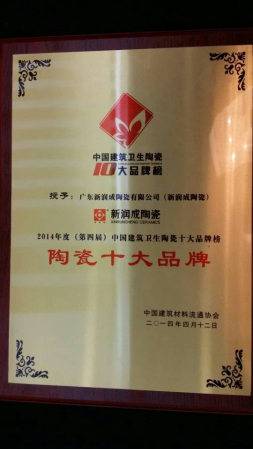 中国建筑卫生陶瓷
10大品牌榜
授予:广东新润成陶瓷有限公司(新润成陶瓷)
新润成陶瓷
XINRUNCHENG CERAMICS
2014年度(第四届)中国建筑卫生陶瓷十大品牌榜
陶瓷十大品牌
中国建筑材料流通协会
二〇一四年四月十二日